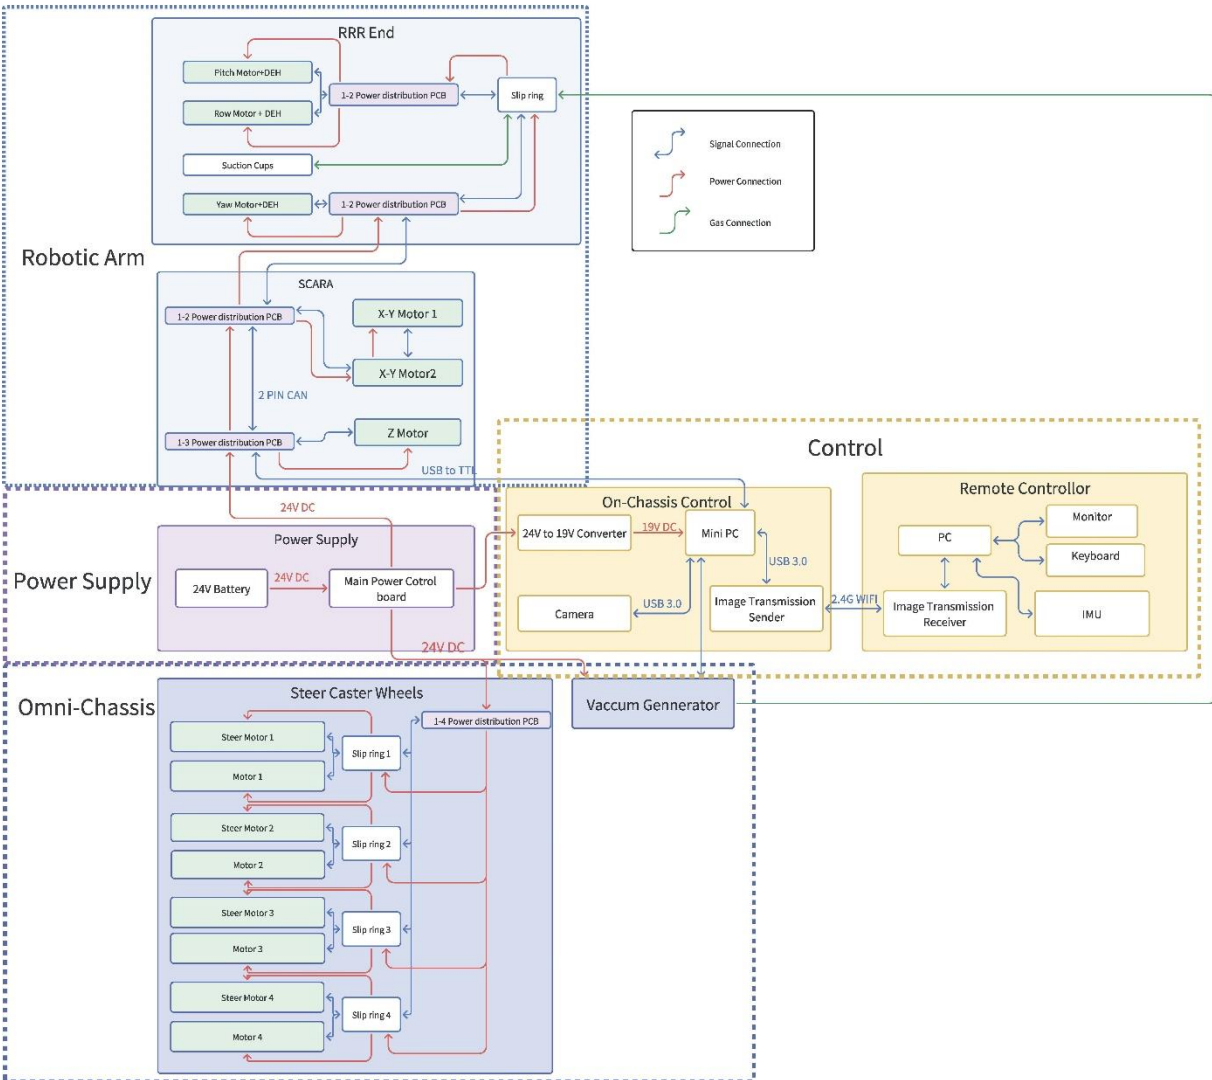 RRR End
Pitch Motor+DEH
1-2 Power distribution PCB
Slip ring
Row Motor + DEH
Suction Cups
Yaw Motor+DEH
1-2 Power distribution PCB
Signal Connection
Power Connection
Gas Connection
Robotic Arm
SCARA
1-2 Power distribution PCB
X-Y Motor 1
X-Y Motor2
2 PIN CAN
1-3 Power distribution PCB
Z Motor
USB to TTL
Control
On-Chassis Control
24V to 19V Converter
19V DC
Mini PC
USB 3.0
Camera
USB 3.0
Image Transmission
Sender
2.4G WIFI
Remote Controllor
Monitor
PC
Keyboard
Image Transmission
Receiver
IMU
24V DC
Power Supply
Power Supply
24V Battery
24V DC
Main Power Cotrol
board
24V DC
Omni-Chassis
Steer Caster Wheels
Vaccum Gennerator
1-4 Power distribution PCB
Steer Motor 1
Slip ring 1
Motor 1
Steer Motor 2
Slip ring 2
Motor 2
Steer Motor 3
Slip ring 3
Motor 3
Steer Motor 4
Slip ring 4
Motor 4